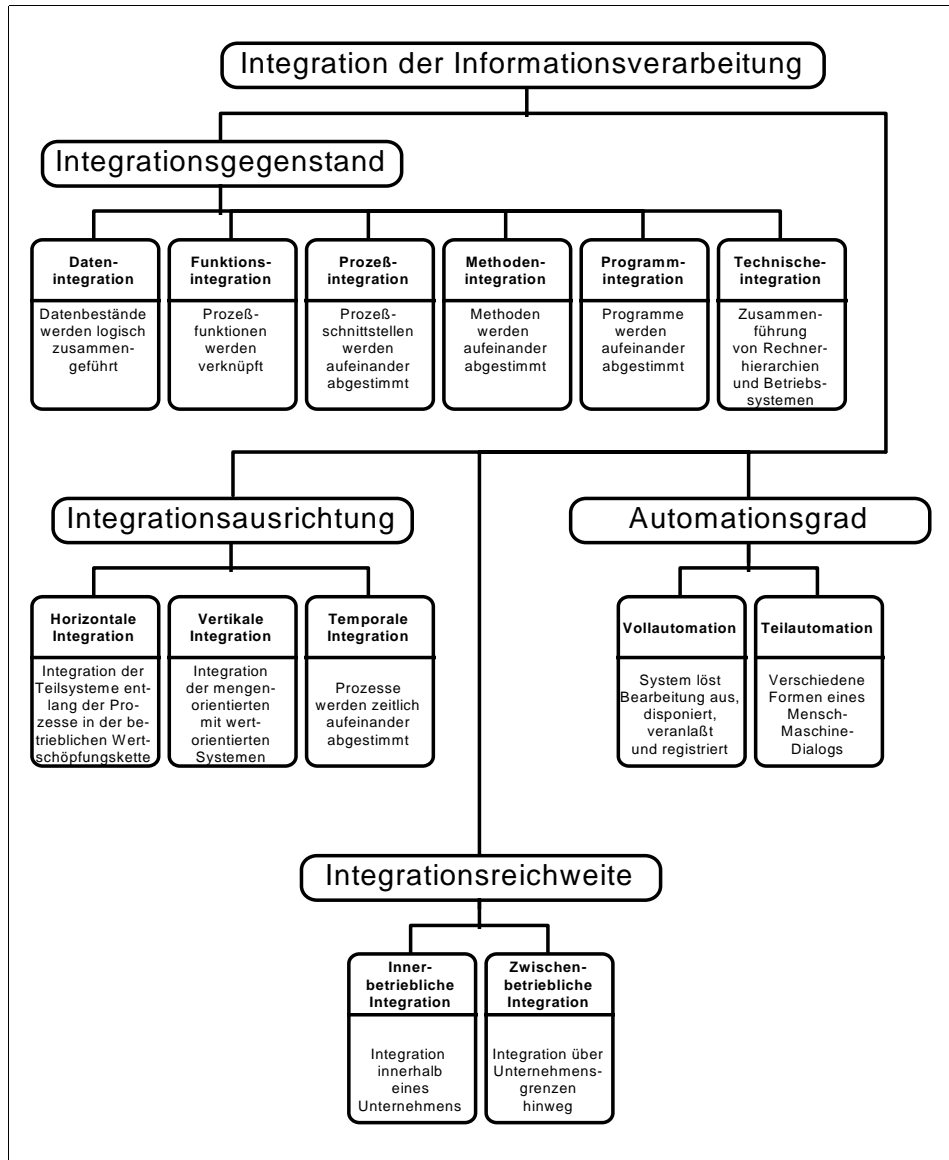 Integration der Informationsverarbeitung
Integrationsgegenstand
Daten-
integration
Datenbestände
werden logisch
zusammen-
geführt
Funktions-
integration
Prozeß-
funktionen
werden
verknüpft
Prozeß-
integration
Prozeß-
schnittstellen
werden
aufeinander
abgestimmt
Methoden-
integration
Methoden
werden
aufeinander
abgestimmt
Programm-
integration
Programme
werden
aufeinander
abgestimmt
Technische-
integration
Zusammen-
führung
von Rechner-
hierarchien
und Betriebs-
systemen
Integrationsausrichtung
Horizontale
Integration
Integration der
Teilsysteme ent-
lang der Pro-
zesse in der be-
trieblichen Wert-
schöpfungskette
Vertikale
Integration
Integration
der mengen-
orientierten
mit wert-
orientierten
Systemen
Temporale
Integration
Prozesse
werden zeitlich
aufeinander
abgestimmt
Automationsgrad
Vollautomation
System löst
Bearbeitung aus,
disponiert,
veranlaßt
und registriert
Teilautomation
Verschiedene
Formen eines
Mensch-
Maschine-
Dialogs
Integrationsreichweite
Inner-
betriebliche
Integration
Integration
innerhalb
eines
Unternehmens
Zwischen-
betriebliche
Integration
Integration über
Unternehmens-
grenzen
hinweg